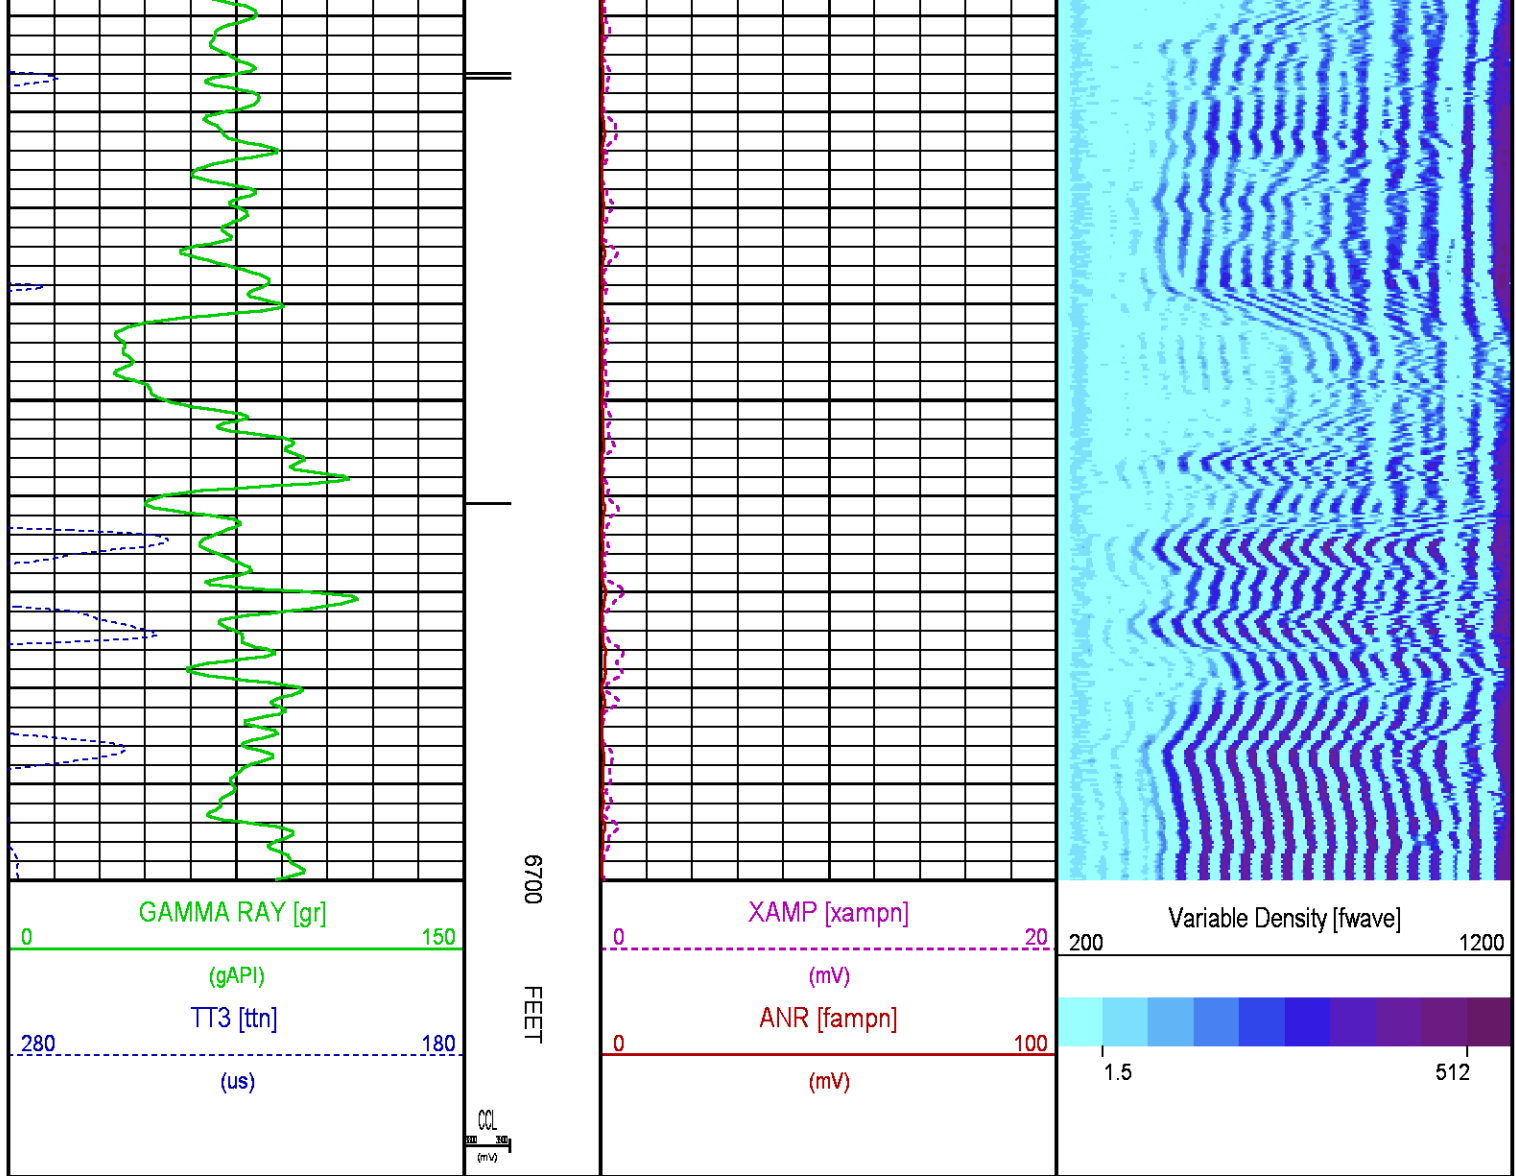 GAMMA RAY [gr]
0 150
(gAPI)
TT3 [ttn]
280 180
(us)
6700
FEET
CCL
(mV)
XAMP [xampn]
0 20
(mV)
ANR [fampn]
0 100
(mV)
Variable Density [fwave]
200 1200
1.5 512